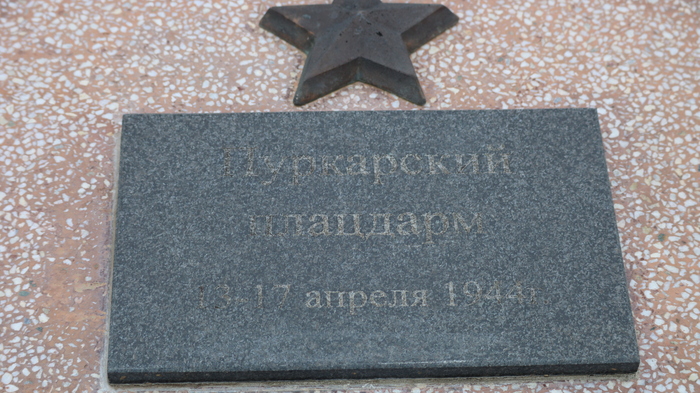 Пуркарский
плацдарм
13-17 апреля 1944г.